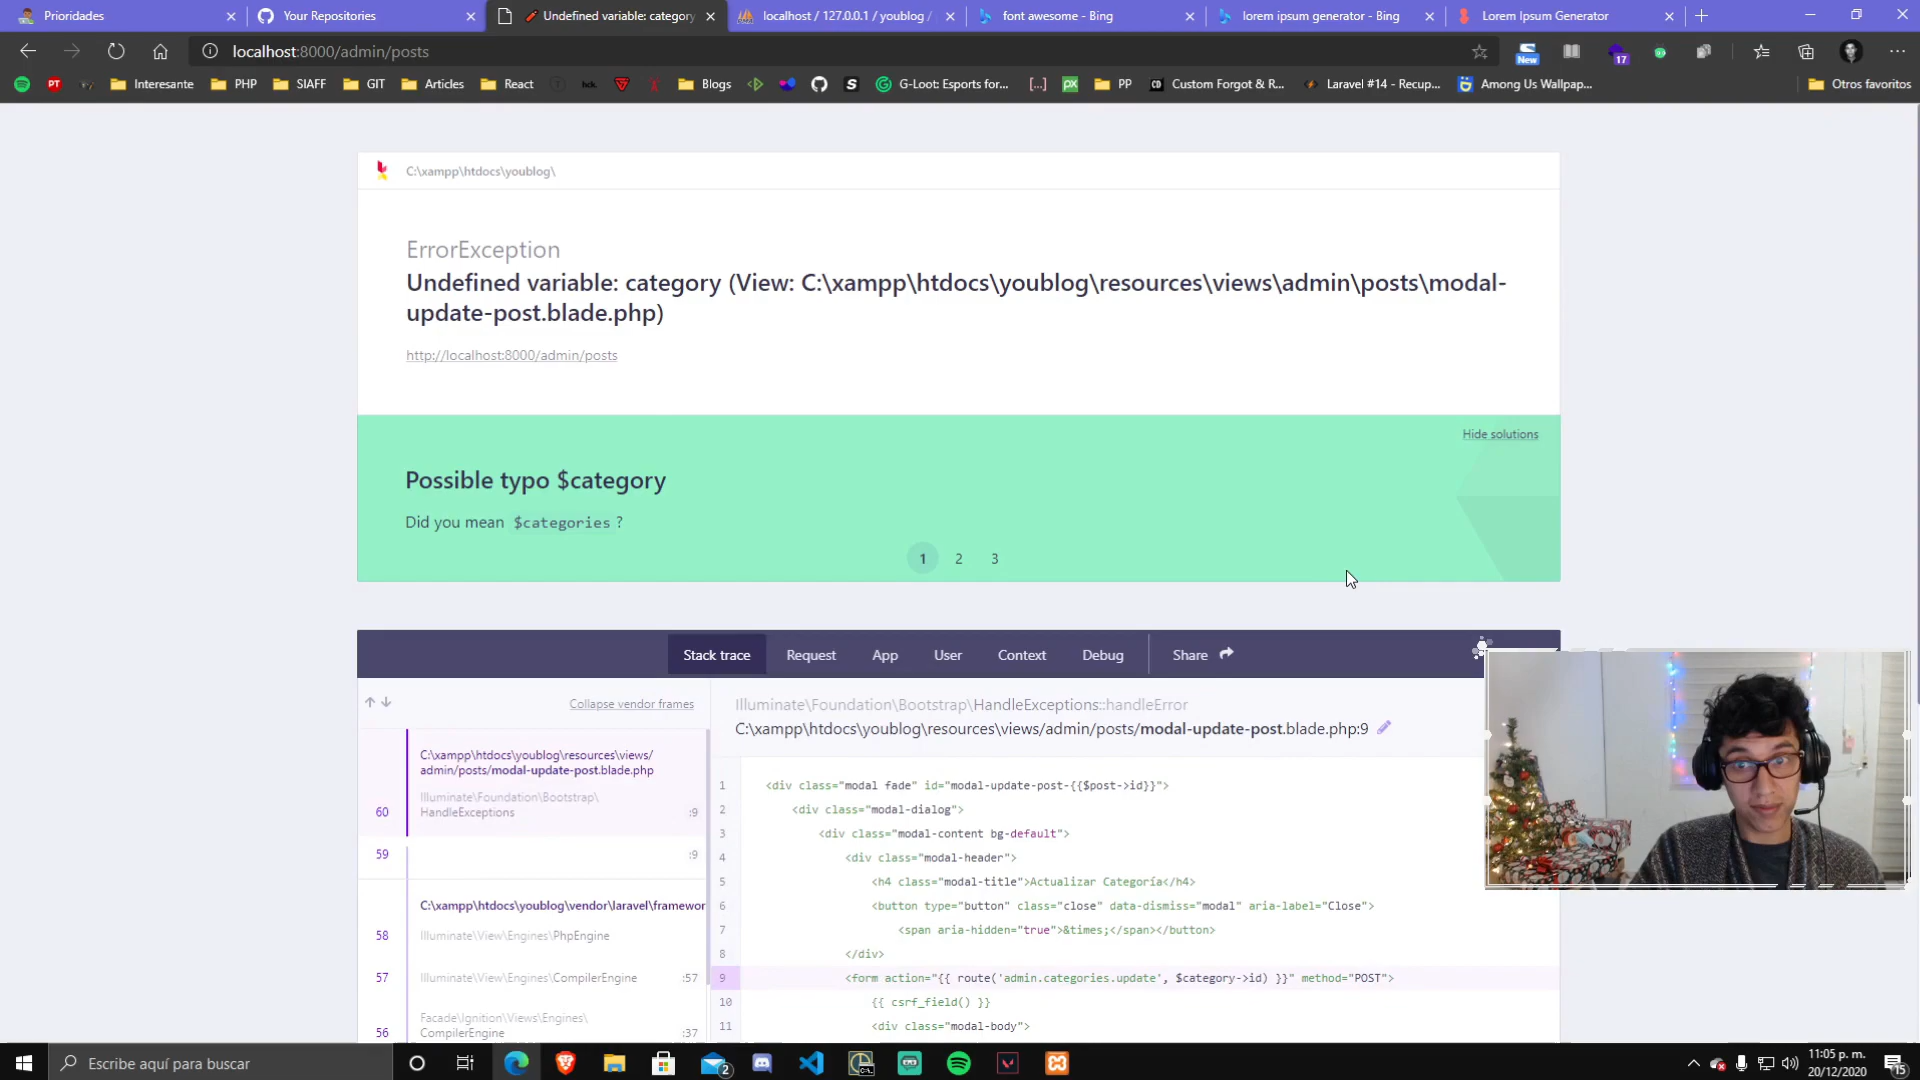 Prioridades
Your Repositories
Undefined variable: category
localhost / 127.0.0.1 / youblog /
font awesome - Bing
lorem ipsum generator - Bing
Lorem Ipsum Generator
localhost:8000/admin/posts
New
17
PT
Interesante
PHP
SIAFF
GIT
Articles
React
Blogs
G-Loot: Esports for...
[...]
PX
PP
Custom Forgot & R...
Laravel #14 - Recup...
Among Us Wallpap...
Otros favoritos
C:\xampp\htdocs\youblog\
ErrorException
Undefined variable: category (View: C:\xampp\htdocs\youblog\resources\views\admin\posts\modal-
update-post.blade.php)
http://localhost:8000/admin/posts
Hide solutions
Possible typo $category
Did you mean $categories ?
1 2 3
Stack trace
Request
App
User
Context
Debug
Share
Collapse vendor frames
C:\xampp\htdocs\youblog\resources\views/
admin/posts/modal-update-post.blade.php
Illuminate\Foundation\Bootstrap\
60 HandleExceptions :9
59 :9
C:\xampp\htdocs\youblog\vendor\laravel\framewor
58 Illuminate\View\Engines\PhpEngine
57 Illuminate\View\Engines\CompilerEngine :57
Facade\Ignition\Views\Engines\
56 CompilerEngine :37
Illuminate\Foundation\Bootstrap\HandleExceptions::handleError
C:\xampp\htdocs\youblog\resources\views/admin/posts/modal-update-post.blade.php:9
1 <div class="modal fade" id="modal-update-post-{{$post->id}}">
2 <div class="modal-dialog">
3 <div class="modal-content bg-default">
4 <div class="modal-header">
5 <h4 class="modal-title">Actualizar Categoría</h4>
6 <button type="button" class="close" data-dismiss="modal" aria-label="Close">
7 <span aria-hidden="true">&times;</span></button>
8 </div>
9 <form action="{{ route('admin.categories.update', $category->id) }}" method="POST">
10 {{ csrf_field() }}
11 <div class="modal-body">
Escribe aquí para buscar
2
11:05 p. m.
20/12/2020
15